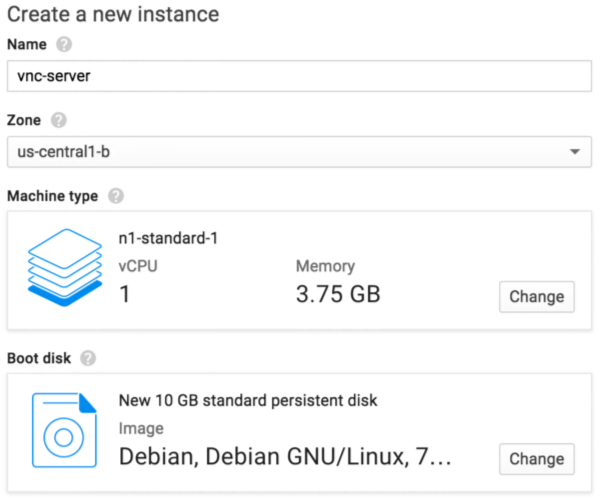 Create a new instance
Name ?
vnc-server
Zone ?
us-central1-b
Machine type ?
n1-standard-1
vCPU Memory
1 3.75 GB
Change
Boot disk ?
New 10 GB standard persistent disk
Image
Debian, Debian GNU/Linux, 7...
Change